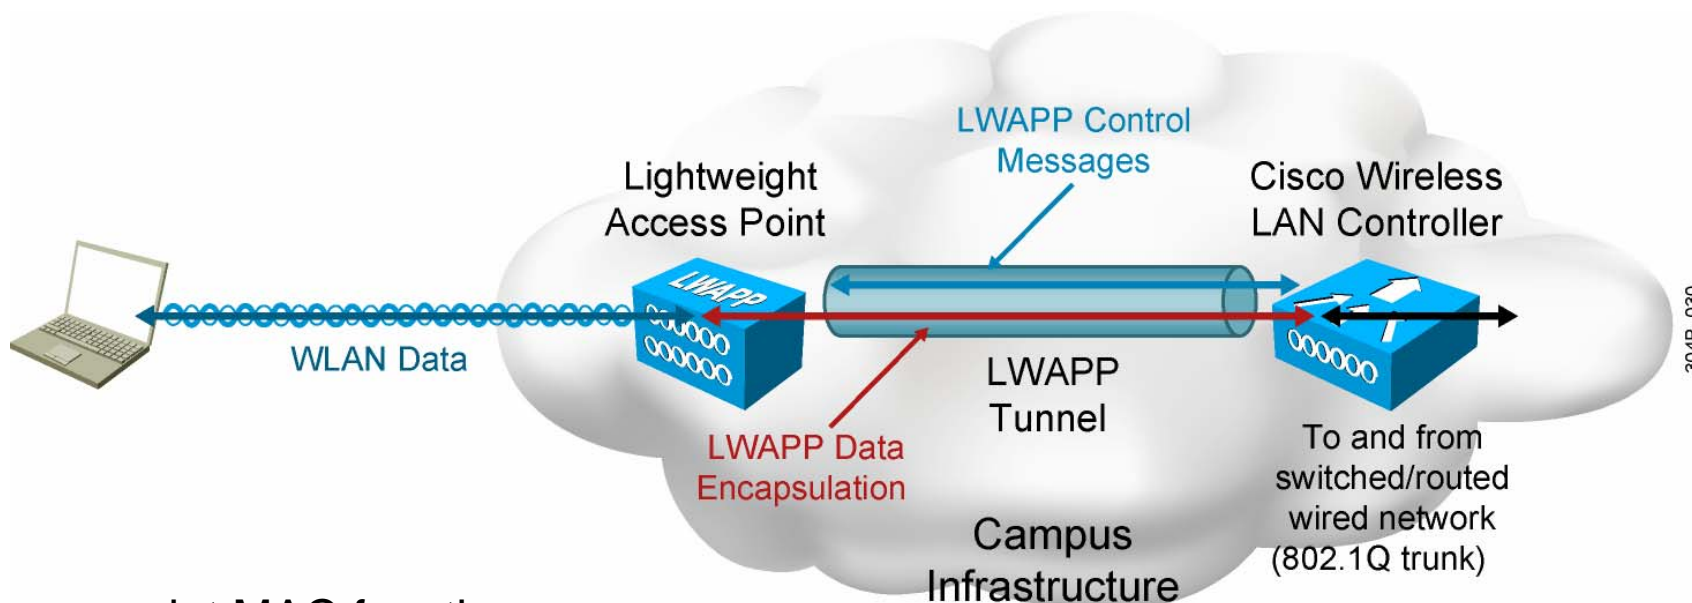 LWAPP Control
Messages
Lightweight
Access Point
Cisco Wireless
LAN Controller
LWAPP
WLAN Data
LWAPP
Tunnel
LWAPP Data
Encapsulation
To and from
switched/routed
wired network
(802.1Q trunk)
Campus
Infrastructure